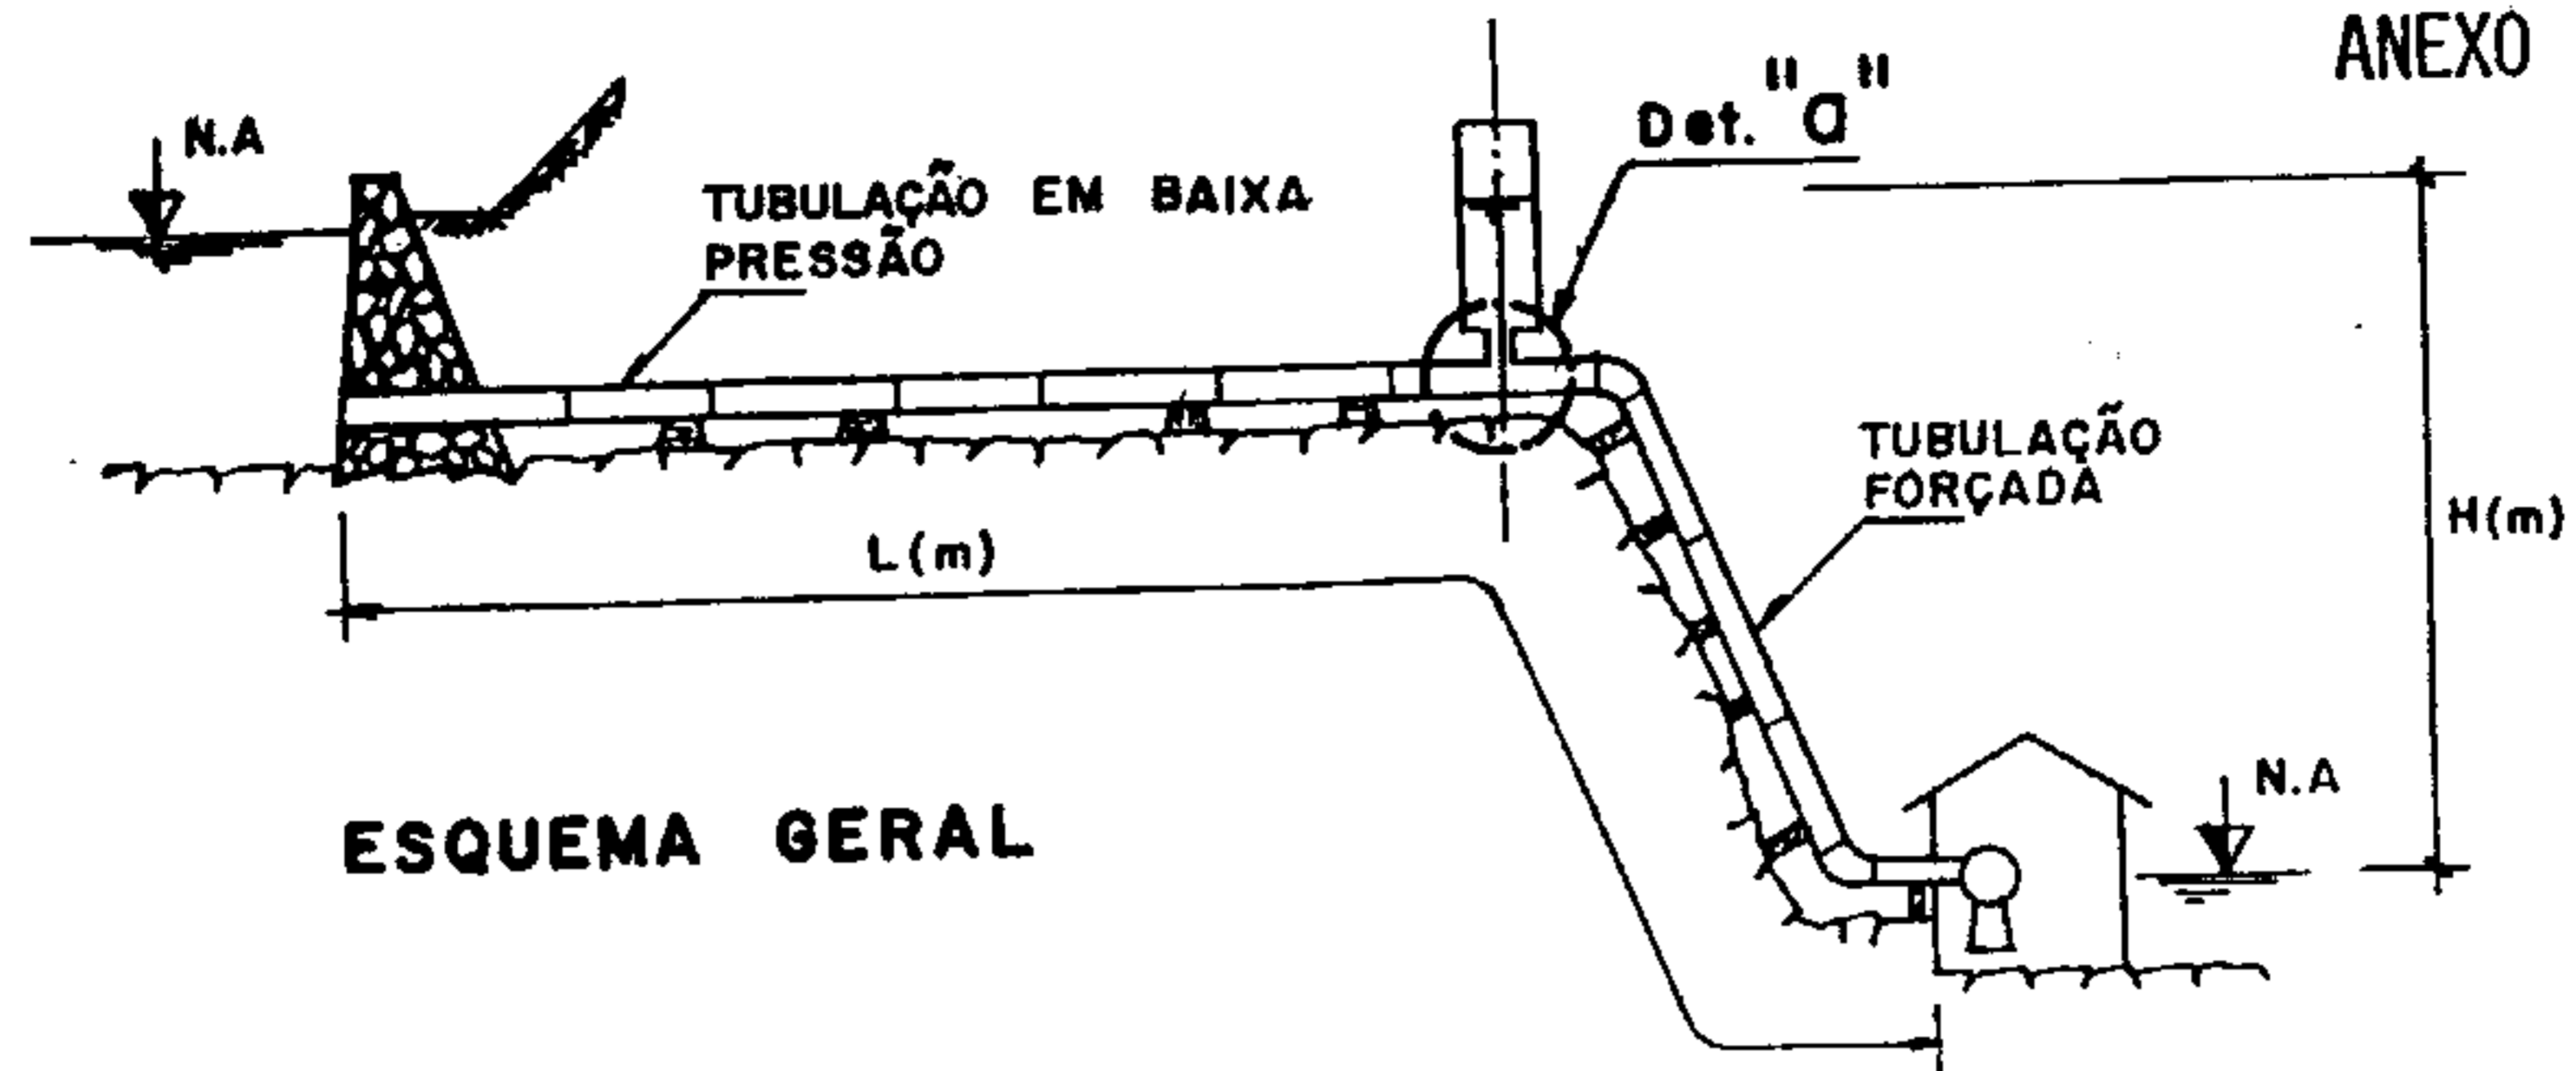 ANEXO
N.A
Det. "a"
TUBULAÇÃO EM BAIXA
PRESSÃO
TUBULAÇÃO
FORÇADA
H(m)
L(m)
N.A
ESQUEMA GERAL